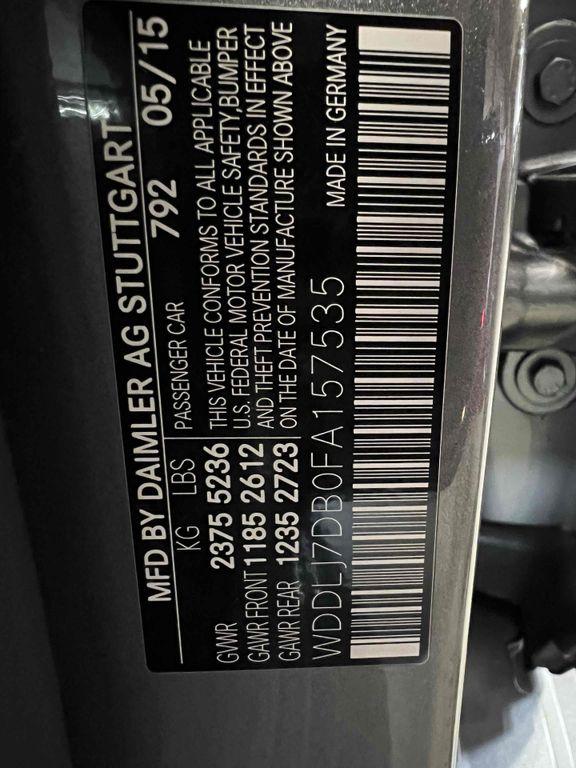 MFD BY DAIMLER AG STUTTGART
792 05/15
KG LBS PASSENGER CAR
GVWR 2375 5236 THIS VEHICLE CONFORMS TO ALL APPLICABLE
U.S. FEDERAL MOTOR VEHICLE SAFETY, BUMPER
GAWR FRONT 1185 2612 AND THEFT PREVENTION STANDARDS IN EFFECT
GAWR REAR 1235 2723 ON THE DATE OF MANUFACTURE SHOWN ABOVE
WDDLJ7DB0FA157535 MADE IN GERMANY